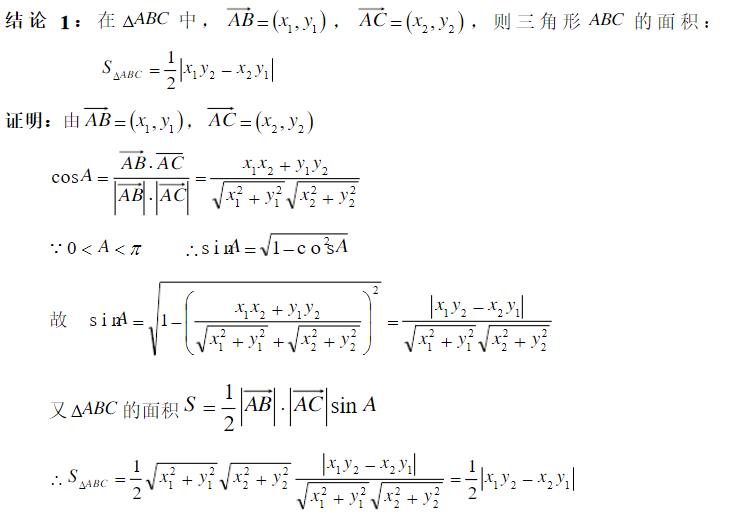 结论 1：在 $\Delta ABC$ 中，$\overrightarrow{AB}=(x_1,y_1)$，$\overrightarrow{AC}=(x_2,y_2)$，则三角形 $ABC$ 的面积：
$S_{\Delta ABC}=\frac{1}{2}|x_1y_2-x_2y_1|$
证明：由 $\overrightarrow{AB}=(x_1,y_1)$，$\overrightarrow{AC}=(x_2,y_2)$
$\cos A=\frac{\overrightarrow{AB}\cdot\overrightarrow{AC}}{|\overrightarrow{AB}|\cdot|\overrightarrow{AC}|}=\frac{x_1x_2+y_1y_2}{\sqrt{x_1^2+y_1^2}\sqrt{x_2^2+y_2^2}}$
$\because 0<A<\pi$ $\therefore \sin A=\sqrt{1-\cos^2 A}$
故 $\sin A=\sqrt{1-\left(\frac{x_1x_2+y_1y_2}{\sqrt{x_1^2+y_1^2}+\sqrt{x_2^2+y_2^2}}\right)^2}=\frac{|x_1y_2-x_2y_1|}{\sqrt{x_1^2+y_1^2}\sqrt{x_2^2+y_2^2}}$
又 $\Delta ABC$ 的面积 $S=\frac{1}{2}|\overrightarrow{AB}|\cdot|\overrightarrow{AC}|\sin A$
$\therefore S_{\Delta ABC}=\frac{1}{2}\sqrt{x_1^2+y_1^2}\sqrt{x_2^2+y_2^2}\frac{|x_1y_2-x_2y_1|}{\sqrt{x_1^2+y_1^2}\sqrt{x_2^2+y_2^2}}=\frac{1}{2}|x_1y_2-x_2y_1|$